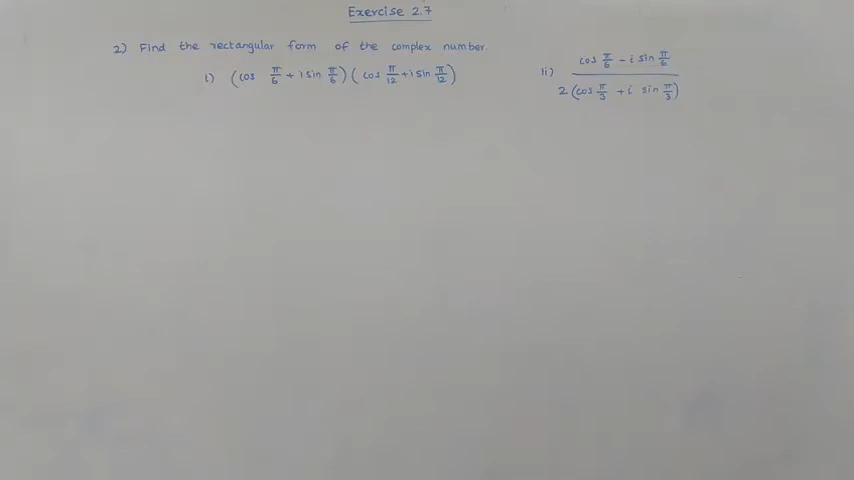 Exercise 2.7
2) Find the rectangular form of the complex number.
i) (cos π/6 + i sin π/6) (cos π/12 + i sin π/12)
ii) cos π/6 - i sin π/6 / 2 (cos π/3 + i sin π/3)